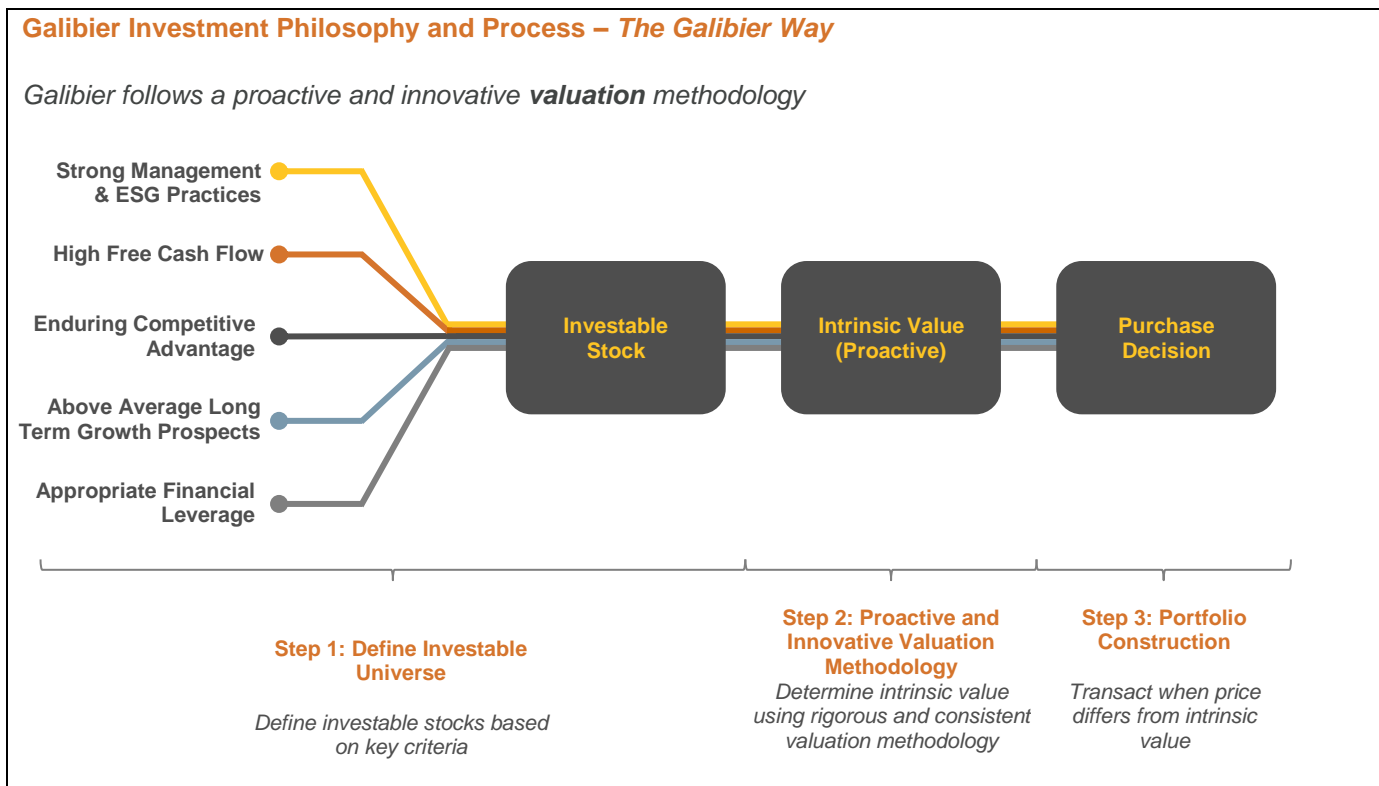 Galibier Investment Philosophy and Process – The Galibier Way
Galibier follows a proactive and innovative valuation methodology
Strong Management
& ESG Practices
High Free Cash Flow
Enduring Competitive
Advantage
Above Average Long
Term Growth Prospects
Appropriate Financial
Leverage
Investable
Stock
Intrinsic Value
(Proactive)
Purchase
Decision
Step 1: Define Investable
Universe
Define investable stocks based
on key criteria
Step 2: Proactive and
Innovative Valuation
Methodology
Determine intrinsic value
using rigorous and consistent
valuation methodology
Step 3: Portfolio
Construction
Transact when price
differs from intrinsic
value